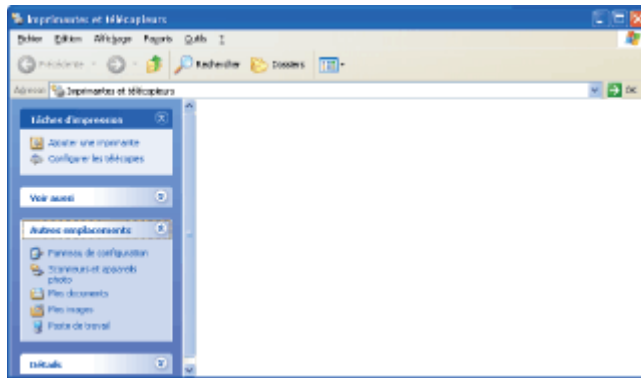 Imprimantes et télécopieurs
Fichier Edition Affichage Favoris Outils ?
Précédente Rechercher Dossiers
Adresse Imprimantes et télécopieurs OK
Tâches d'impression
Ajouter une imprimante
Configurer les télécopies
Voir aussi
Autres emplacements
Panneau de configuration
Scanneurs et appareils
photo
Mes documents
Mes images
Poste de travail
Détails